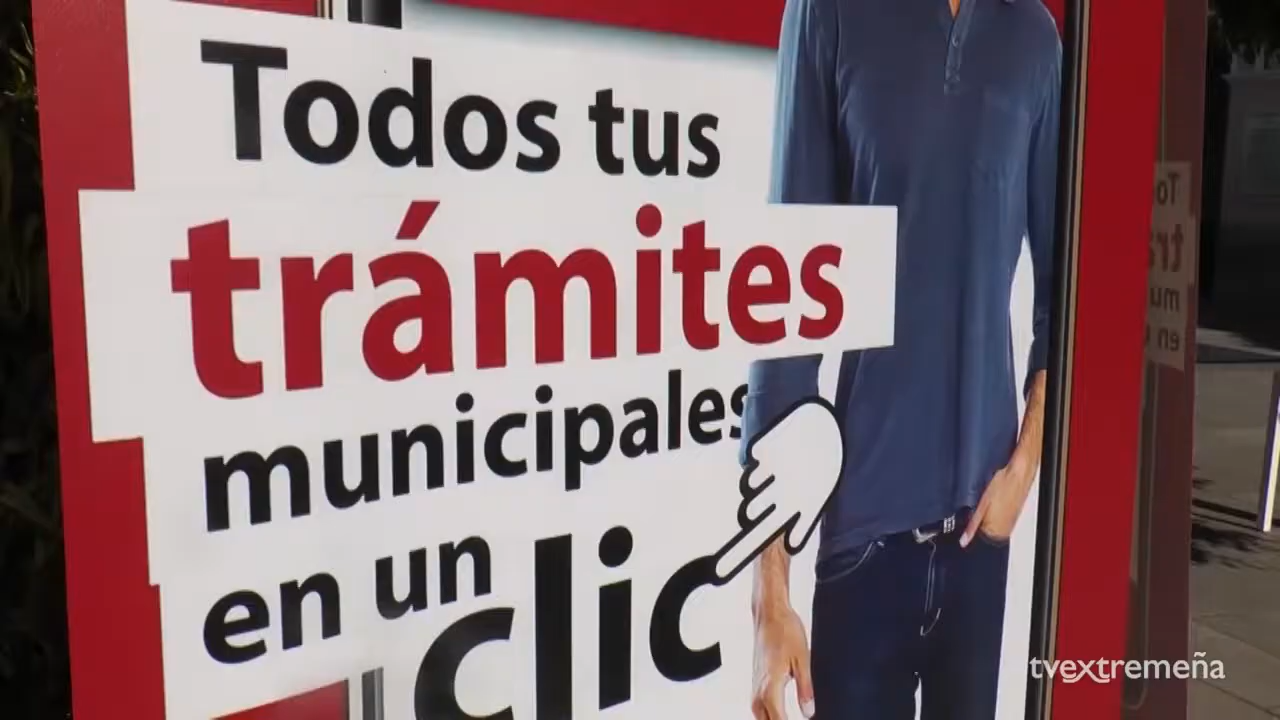 Todos tus
trámites
municipales
en un
clic
tvextremeña